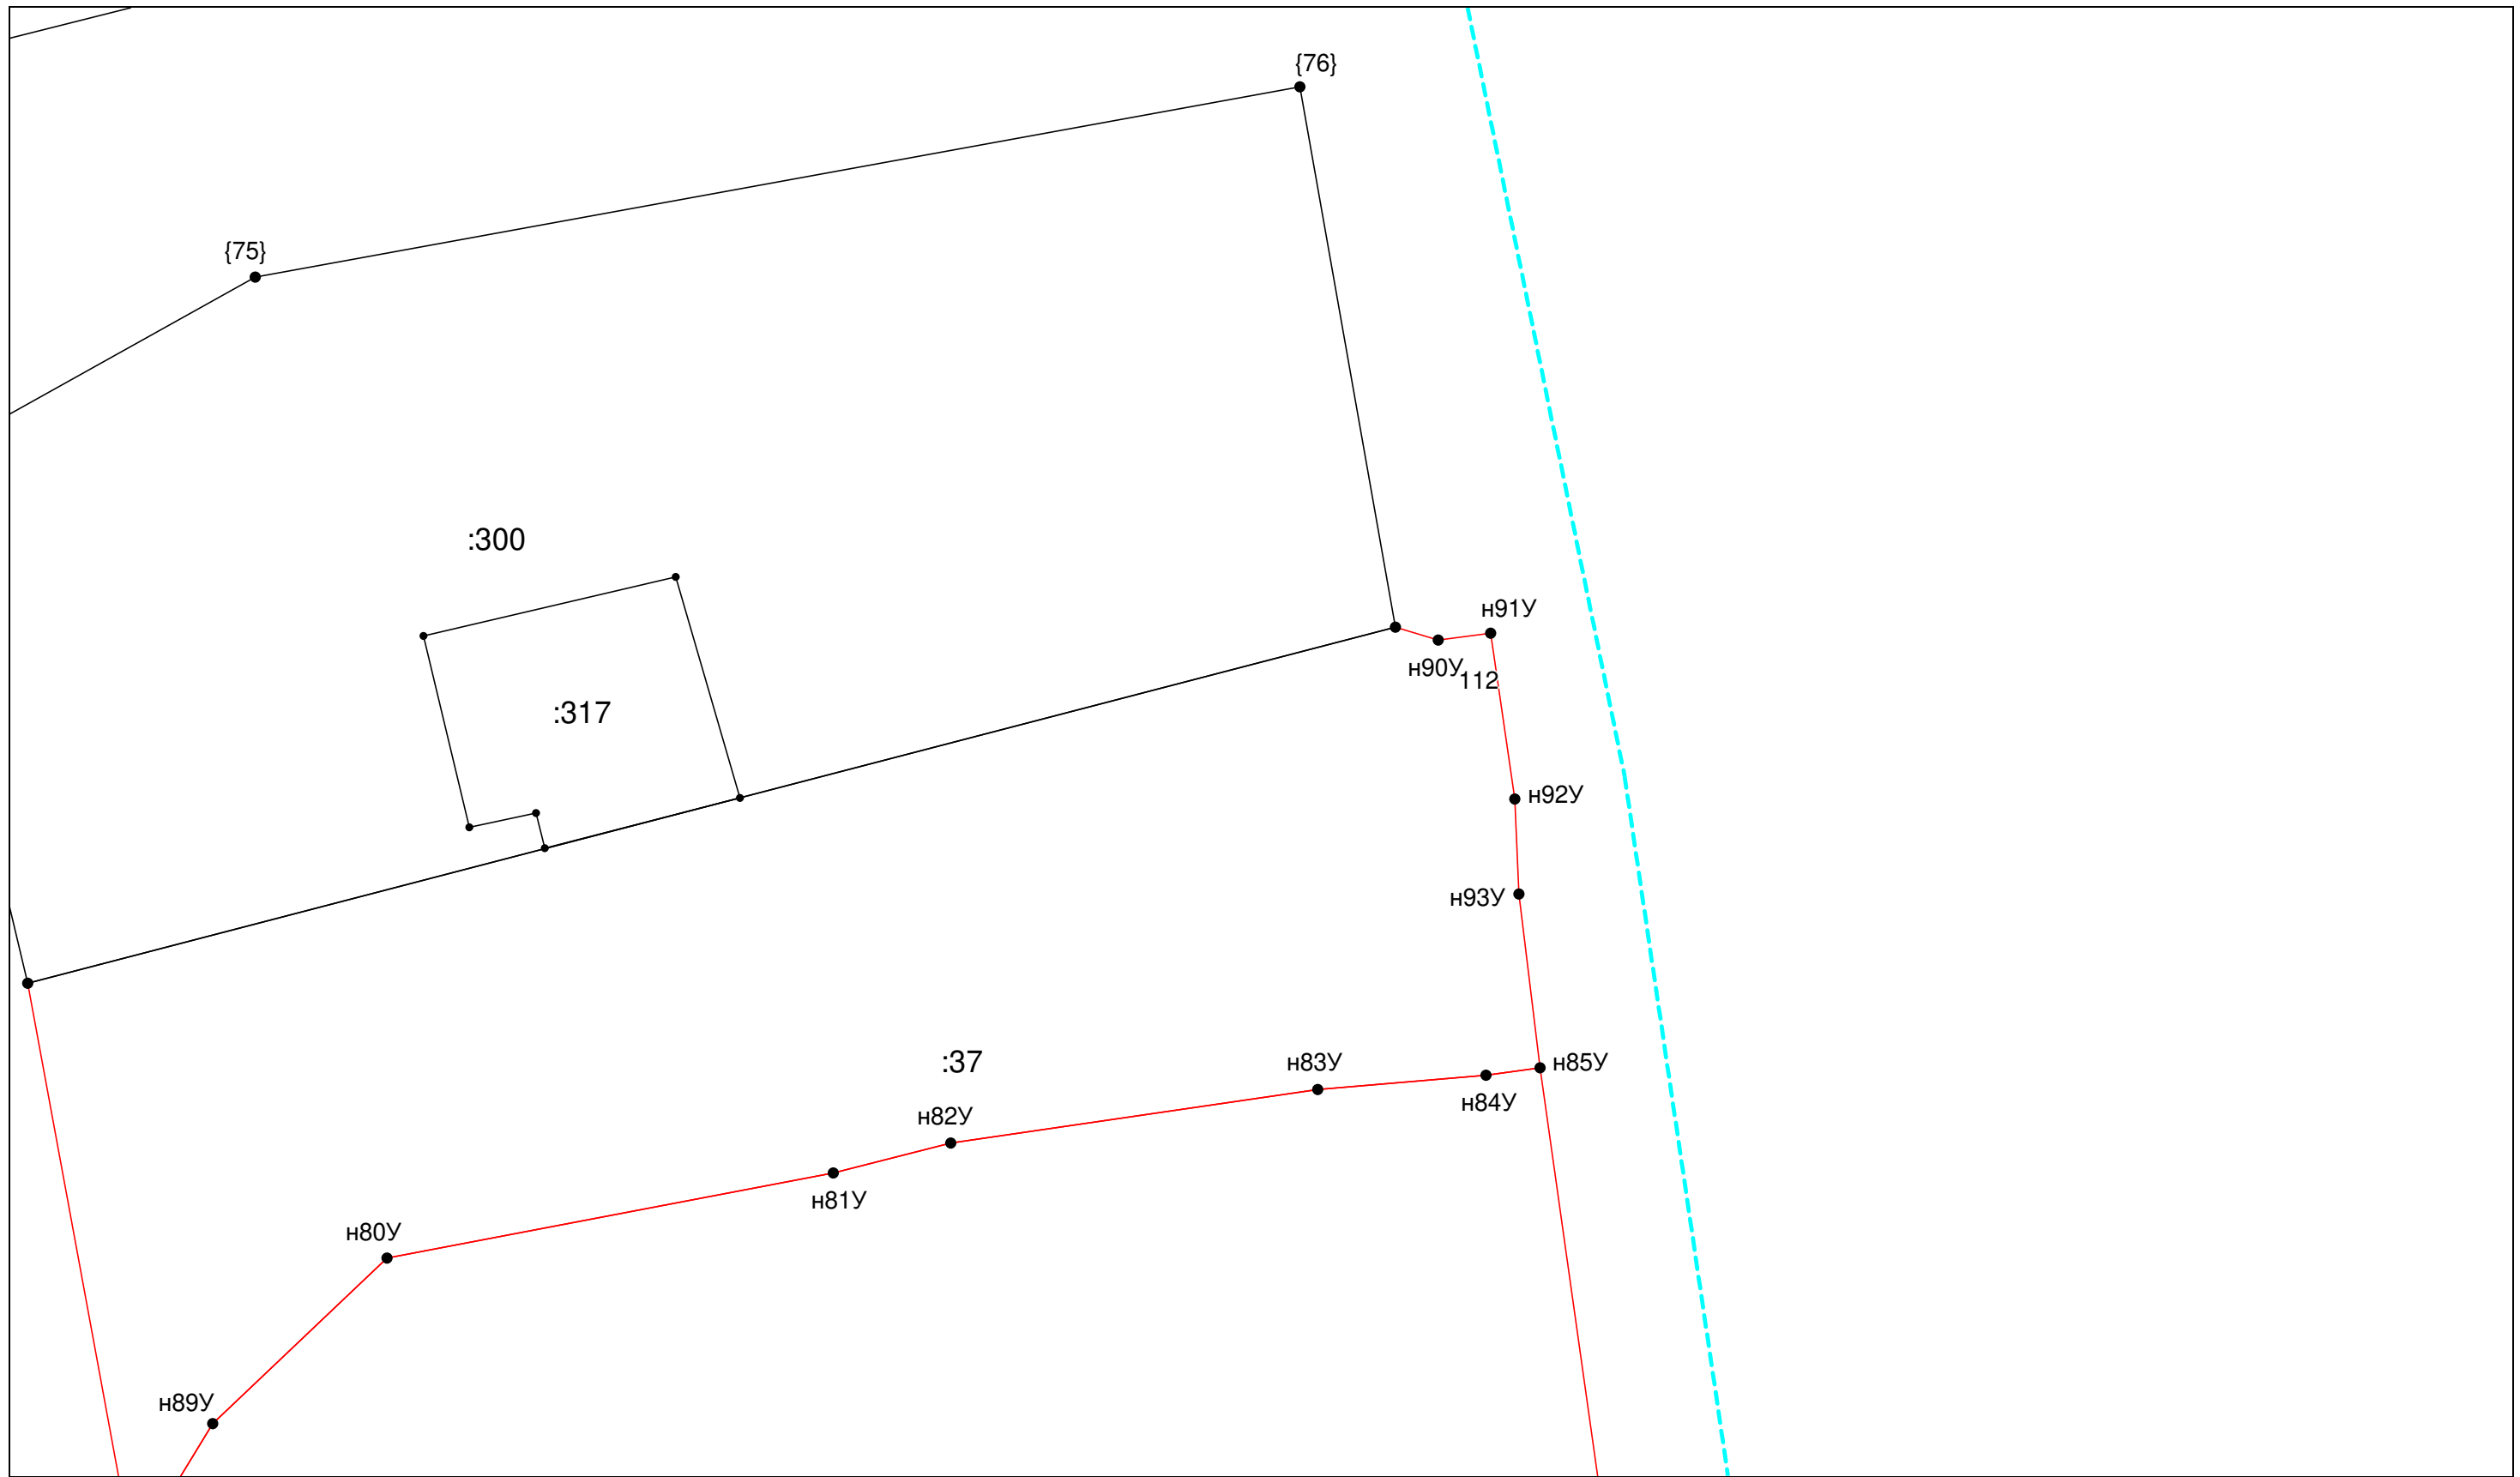 {76}
{75}
:300
н91У
н90У
112
:317
н92У
н93У
:37
н83У
н85У
н84У
н82У
н81У
н80У
н89У